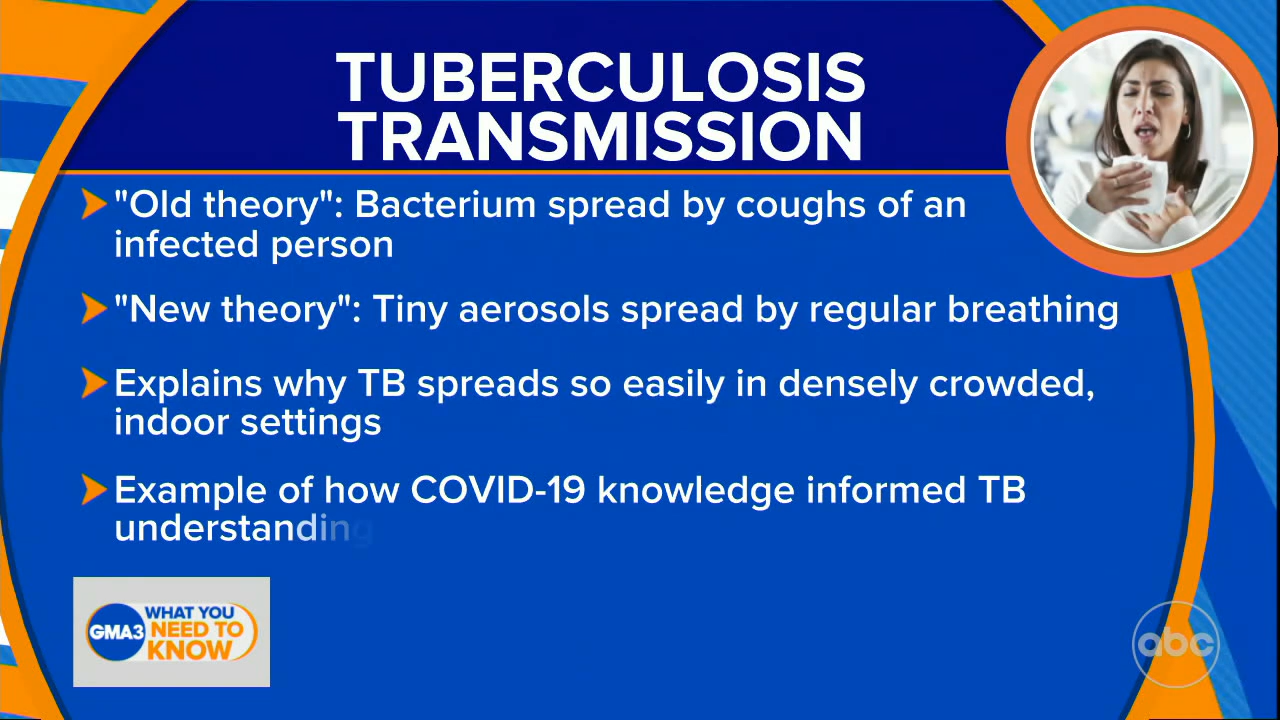 TUBERCULOSIS
TRANSMISSION
"Old theory": Bacterium spread by coughs of an
infected person
"New theory": Tiny aerosols spread by regular breathing
Explains why TB spreads so easily in densely crowded,
indoor settings
Example of how COVID-19 knowledge informed TB
understanding
GMA3
WHAT YOU
NEED TO
KNOW
abc